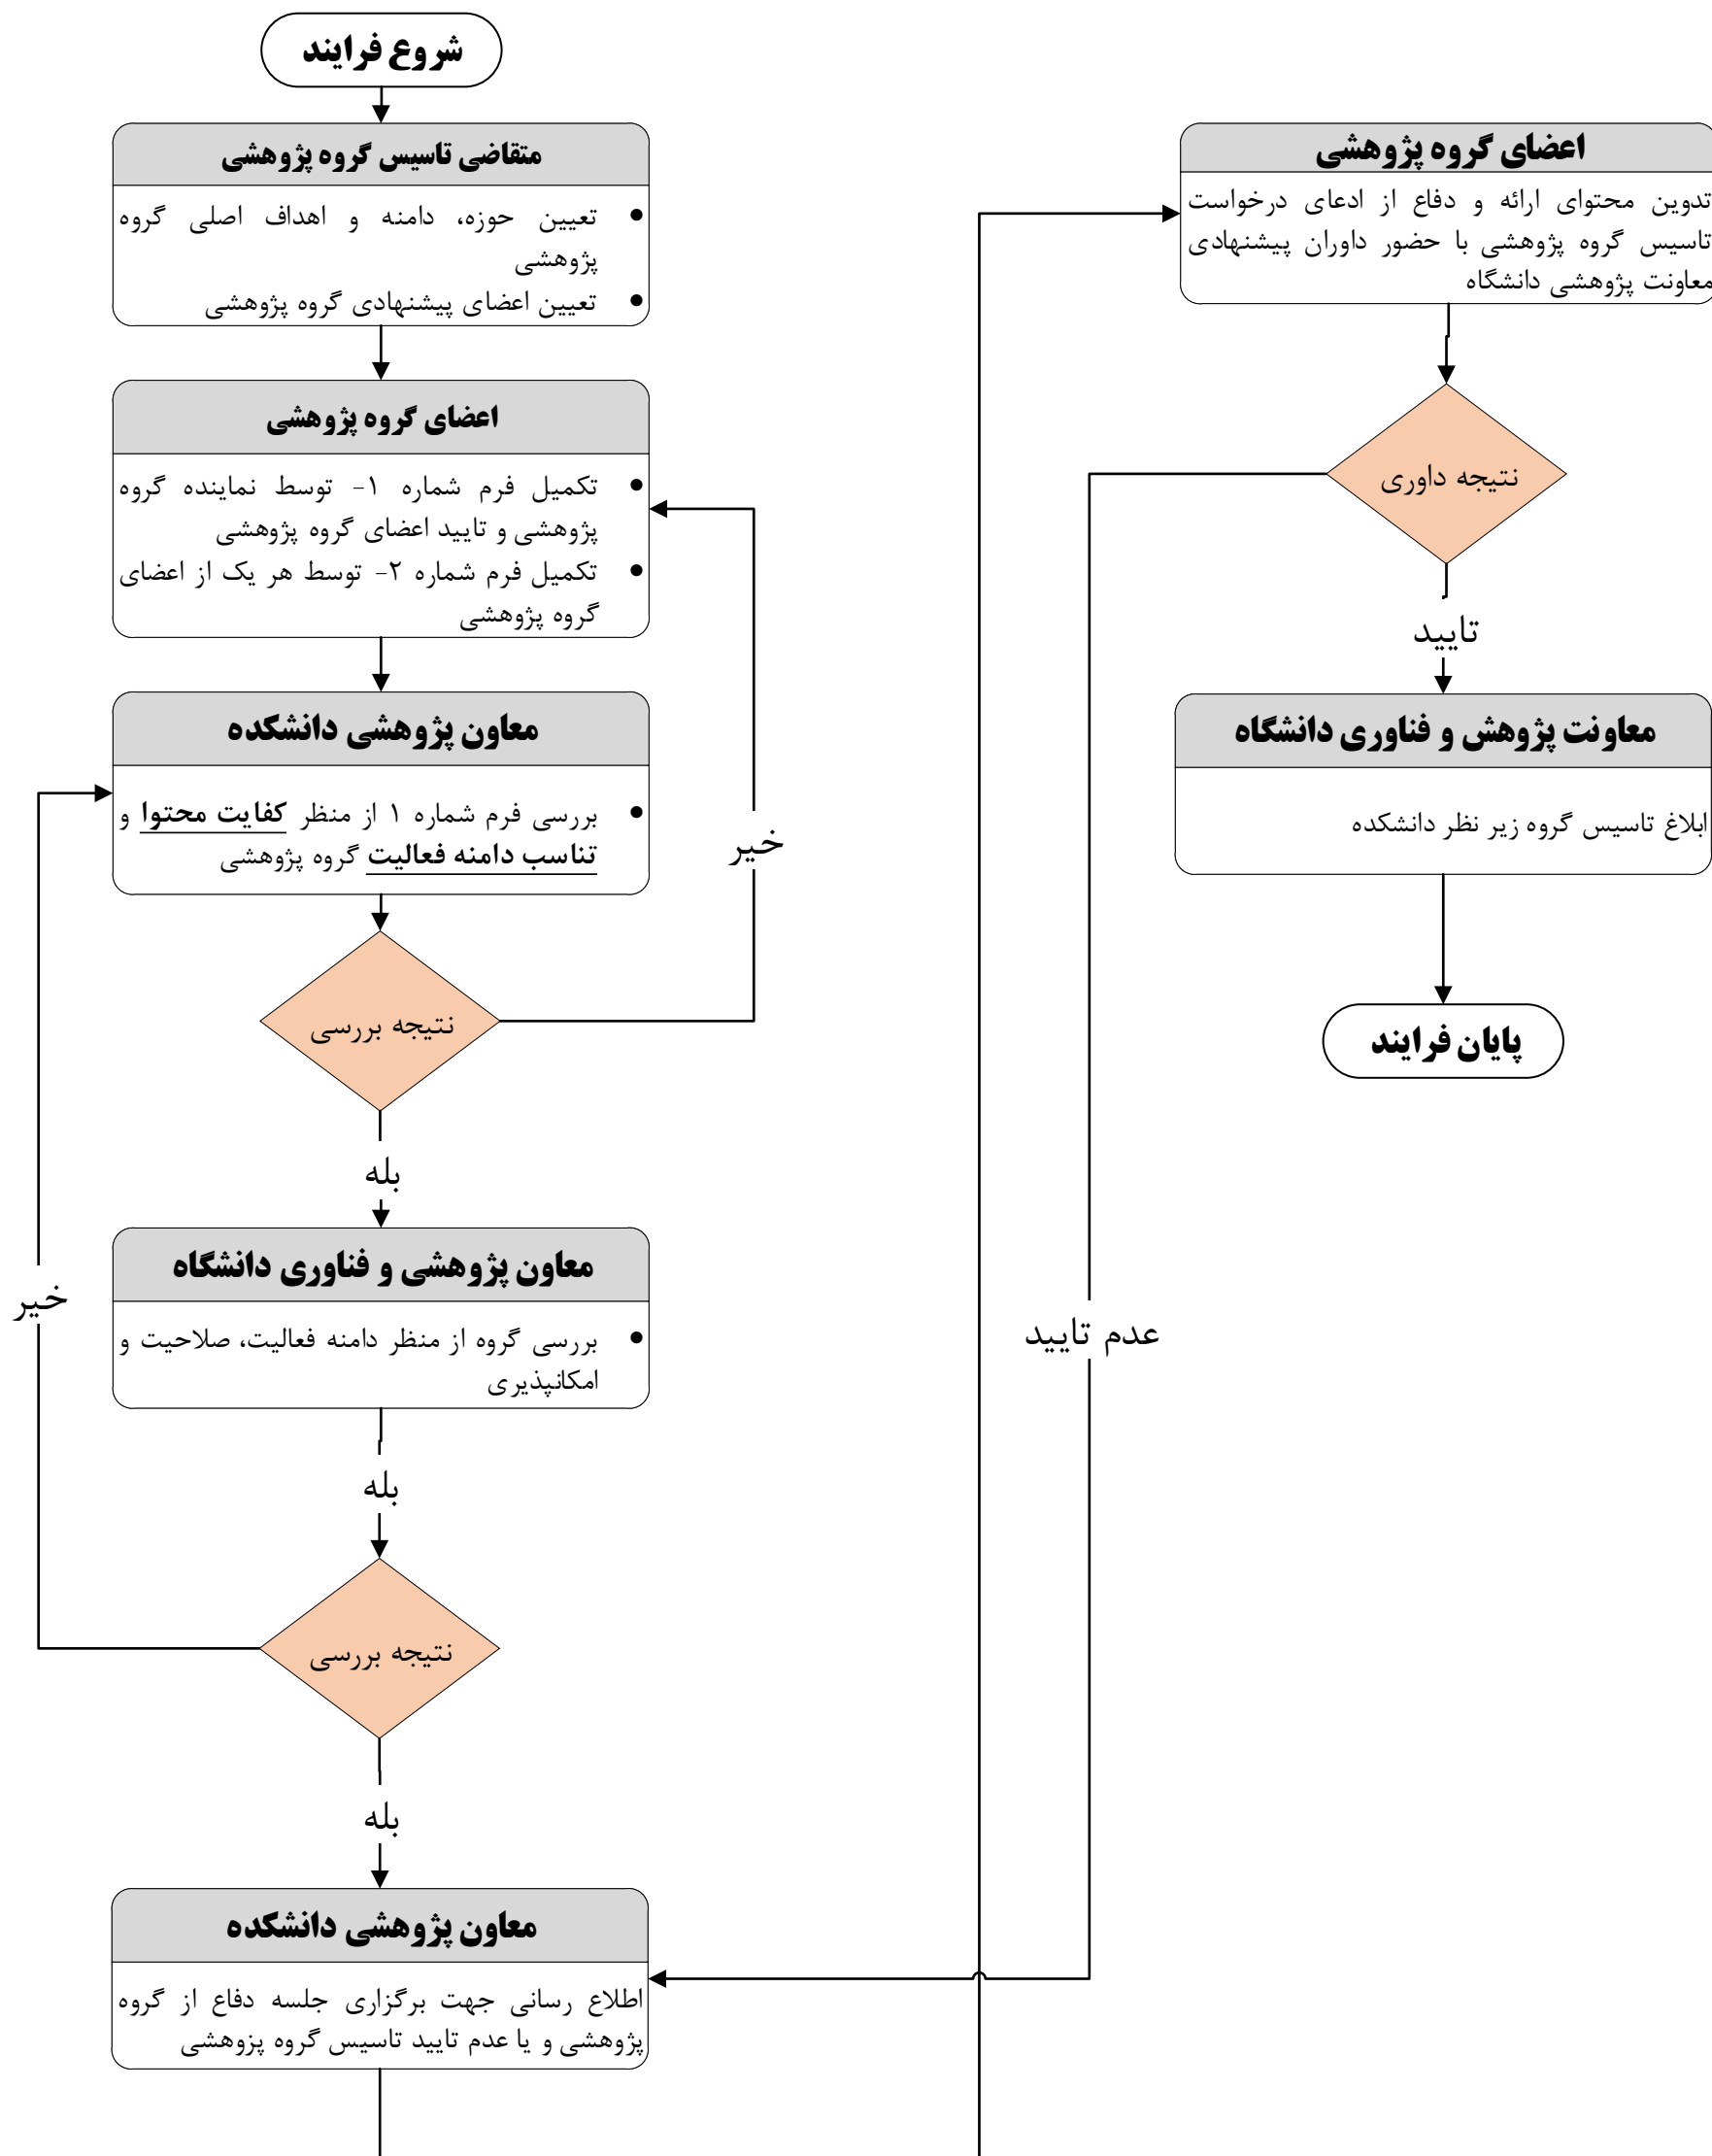 شروع فرایند
متقاضی تاسیس گروه پژوهشی
• تعیین حوزه، دامنه و اهداف اصلی گروه
پژوهشی
• تعیین اعضای پیشنهادی گروه پژوهشی
اعضای گروه پژوهشی
• تکمیل فرم شماره ۱- توسط نماینده گروه
پژوهشی و تایید اعضای گروه پژوهشی
• تکمیل فرم شماره ۲- توسط هر یک از اعضای
گروه پژوهشی
معاون پژوهشی دانشکده
• بررسی فرم شماره ۱ از منظر کفایت محتوا و
تناسب دامنه فعالیت گروه پژوهشی
خیر
نتیجه بررسی
بله
معاون پژوهشی و فناوری دانشگاه
• بررسی گروه از منظر دامنه فعالیت، صلاحیت و
امکانپذیری
خیر
بله
نتیجه بررسی
بله
معاون پژوهشی دانشکده
اطلاع رسانی جهت برگزاری جلسه دفاع از گروه
پژوهشی و یا عدم تایید تاسیس گروه پزوهشی
اعضای گروه پژوهشی
تدوین محتوای ارائه و دفاع از ادعای درخواست
تاسیس گروه پژوهشی با حضور داوران پیشنهادی
معاونت پژوهشی دانشگاه
نتیجه داوری
تایید
عدم تایید
معاونت پژوهش و فناوری دانشگاه
ابلاغ تاسیس گروه زیر نظر دانشکده
پایان فرایند